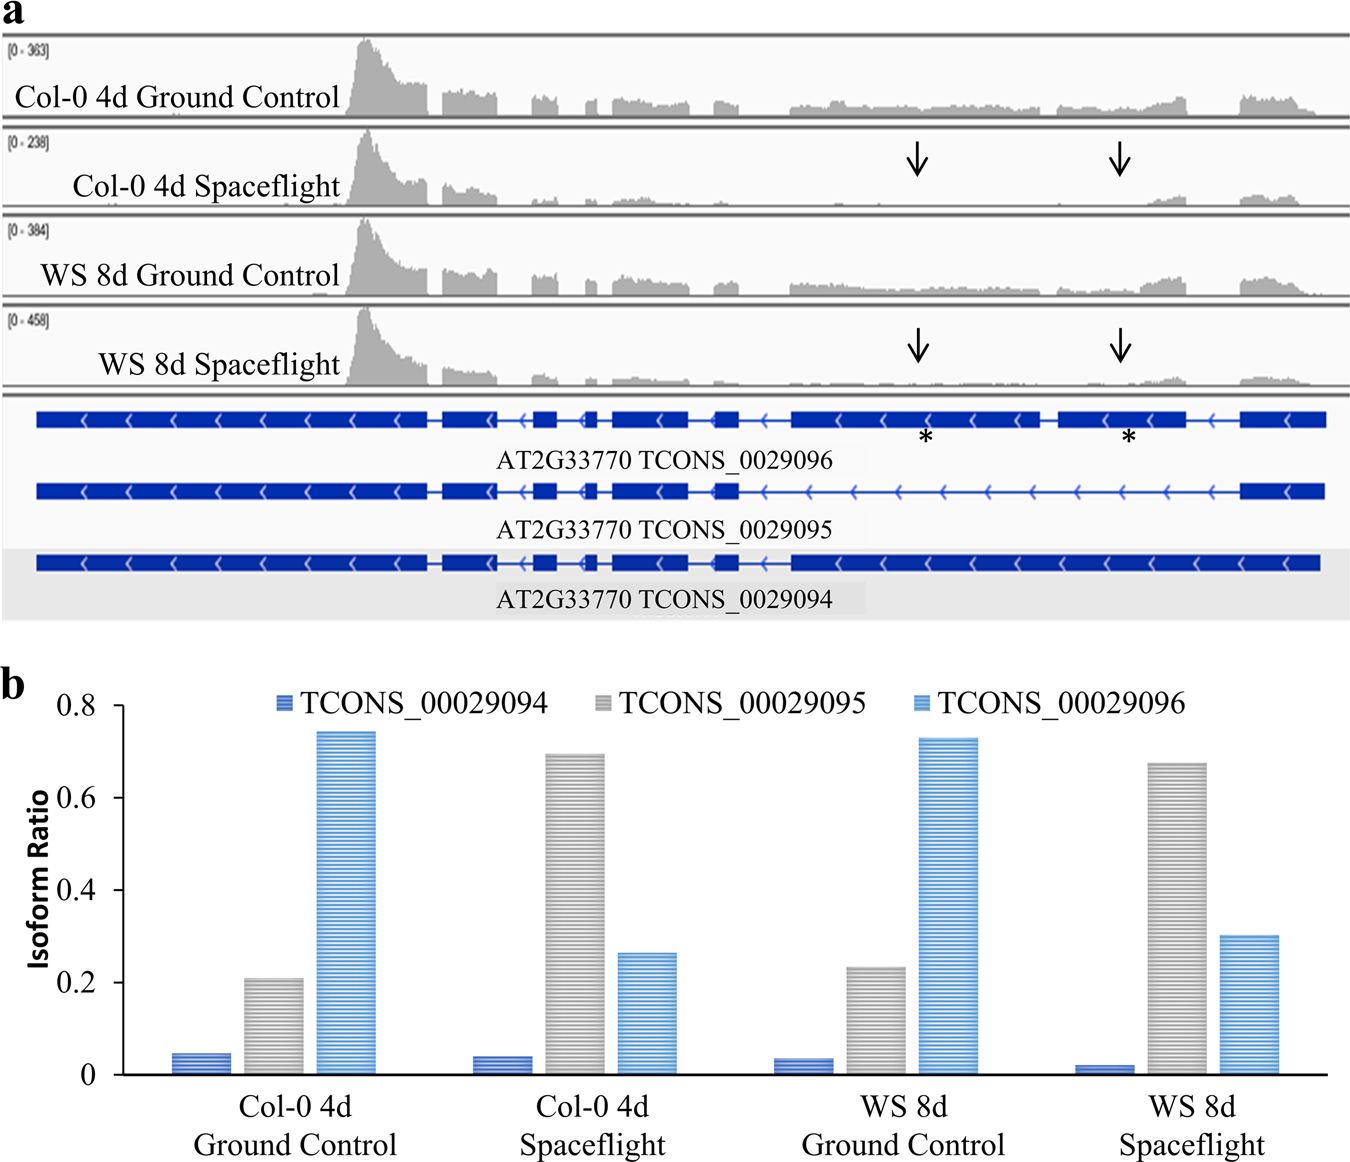 a
[0 - 363]
Col-0 4d Ground Control
[0 - 238]
Col-0 4d Spaceflight
[0 - 384]
WS 8d Ground Control
[0 - 458]
WS 8d Spaceflight
* *
AT2G33770 TCONS_0029096
AT2G33770 TCONS_0029095
AT2G33770 TCONS_0029094
b
TCONS_00029094 TCONS_00029095 TCONS_00029096
Isoform Ratio
0.8
0.6
0.4
0.2
0
Col-0 4d Col-0 4d WS 8d WS 8d
Ground Control Spaceflight Ground Control Spaceflight